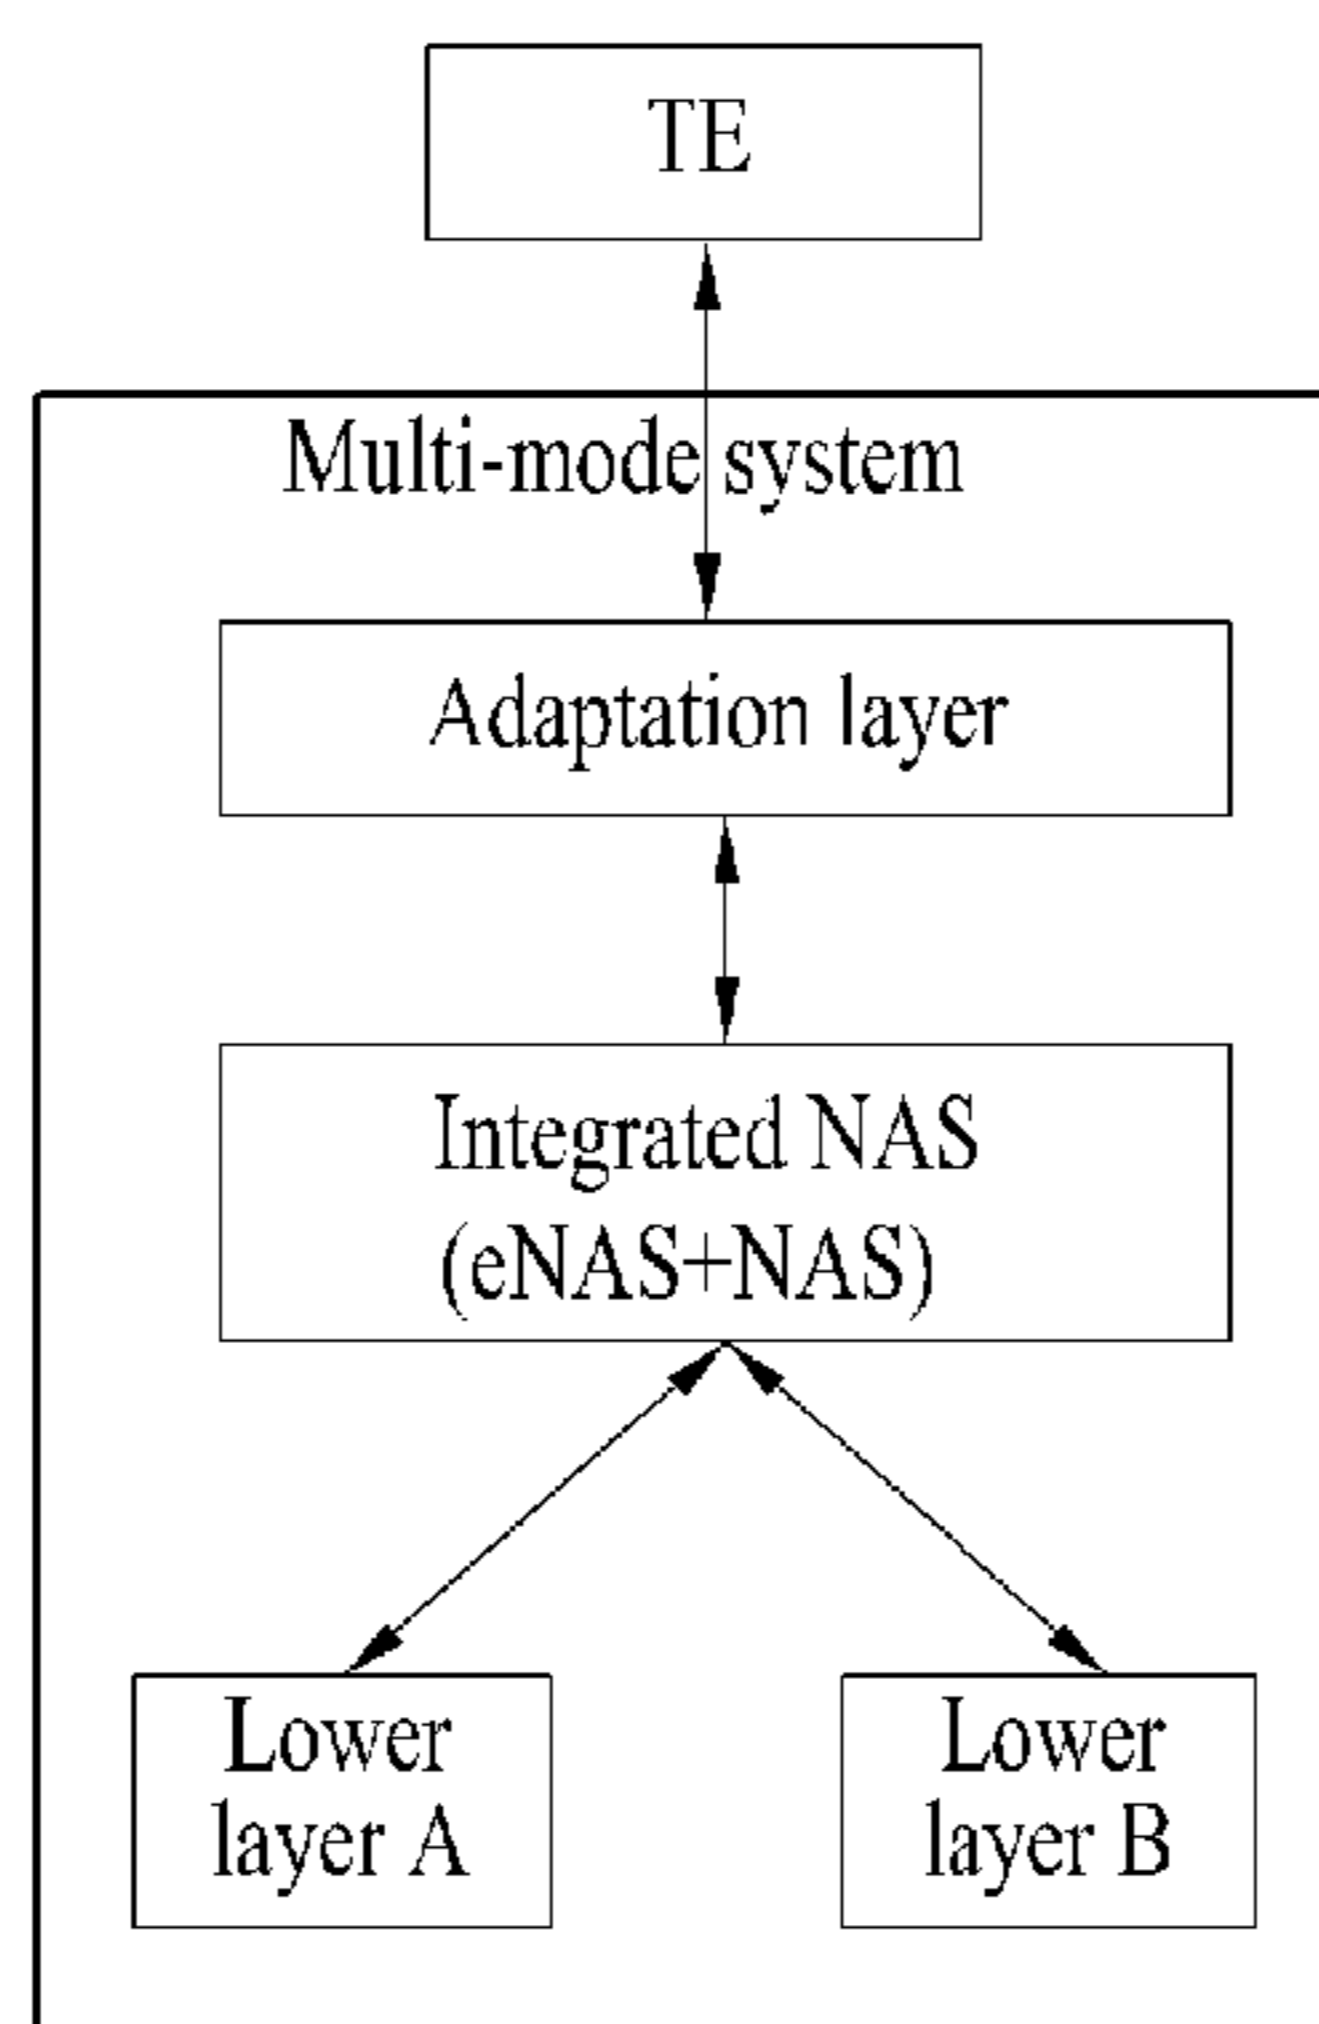 TE
Multi-mode system
Adaptation layer
Integrated NAS
(eNAS+NAS)
Lower
layer A
Lower
layer B